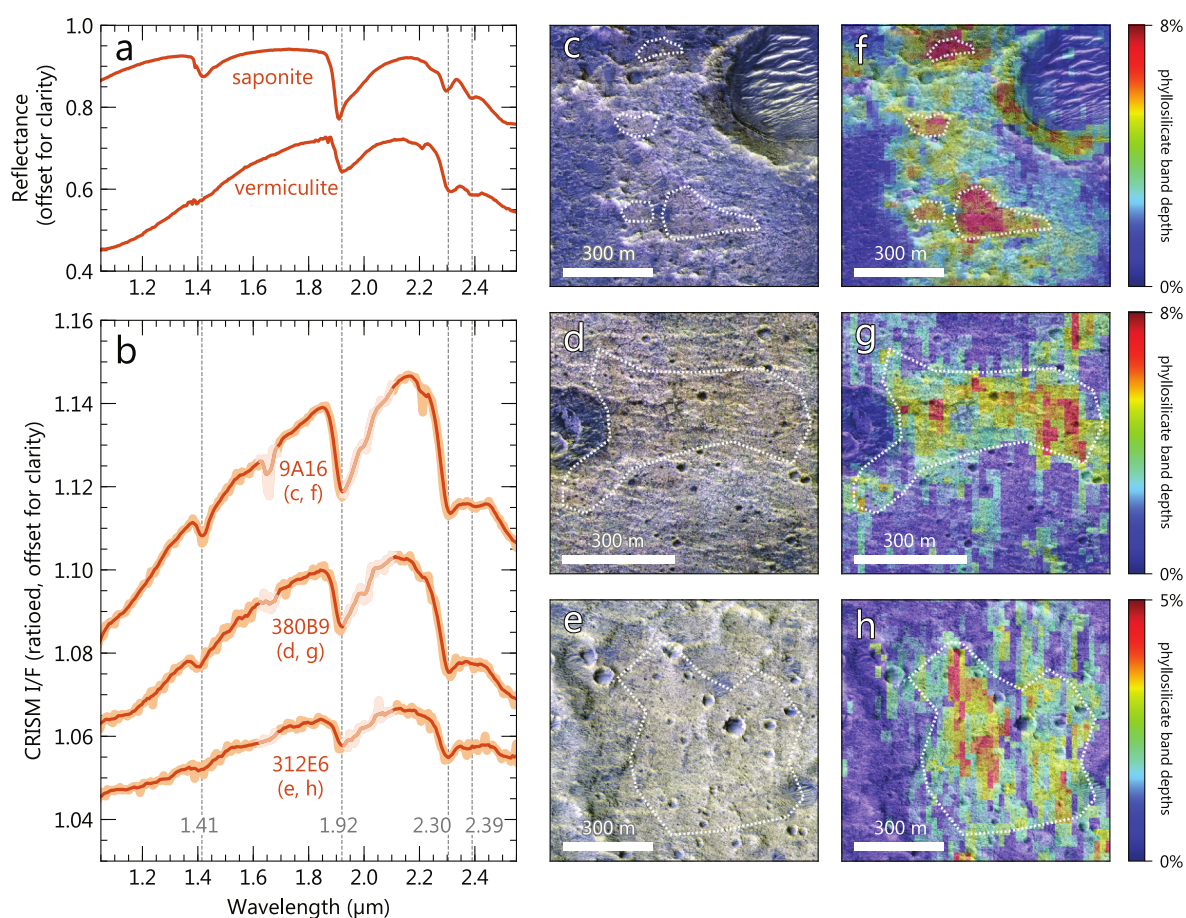 a
saponite
vermiculite
Reflectance
(offset for clarity)
1.0
0.9
0.8
0.6
0.4
1.2 1.4 1.6 1.8 2.0 2.2 2.4
b
9A16
(c, f)
380B9
(d, g)
312E6
(e, h)
1.41 1.92 2.30 2.39
CRISM I/F (ratioed, offset for clarity)
1.16
1.14
1.12
1.10
1.08
1.06
1.04
1.2 1.4 1.6 1.8 2.0 2.2 2.4
Wavelength (µm)
c
300 m
f
300 m
8%
phyllosilicate band depths
0%
d
300 m
g
300 m
8%
phyllosilicate band depths
0%
e
300 m
h
300 m
5%
phyllosilicate band depths
0%